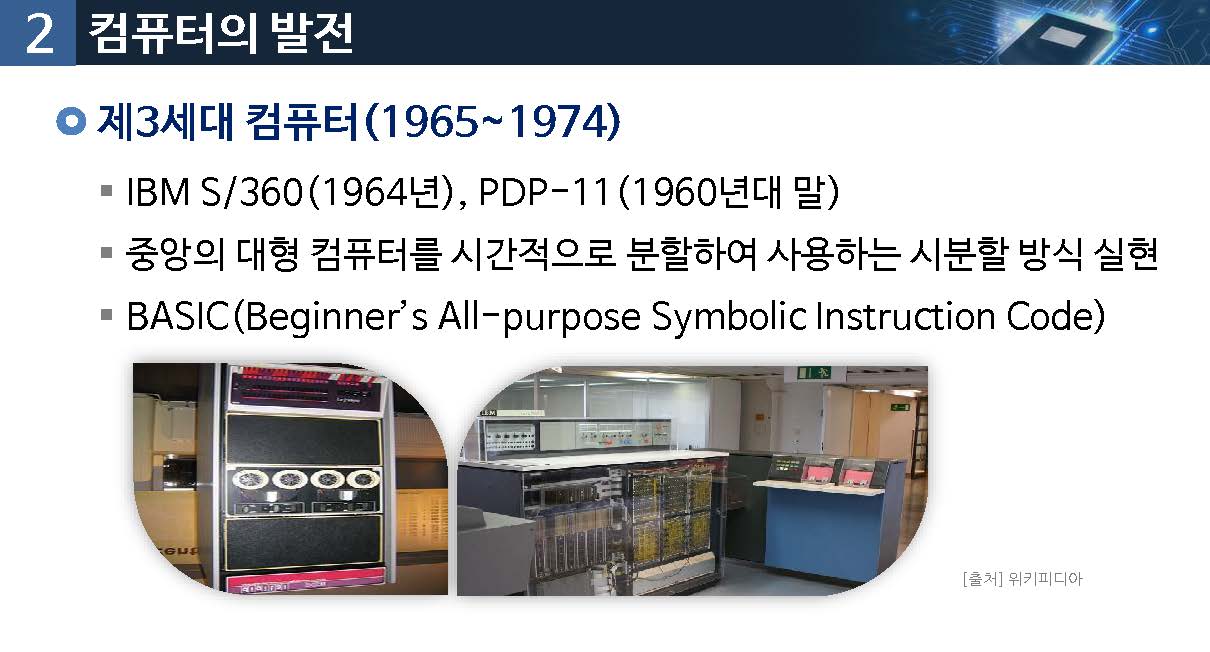 2 컴퓨터의 발전
제3세대 컴퓨터(1965~1974)
IBM S/360(1964년), PDP-11(1960년대 말)
중앙의 대형 컴퓨터를 시간적으로 분할하여 사용하는 시분할 방식 실현
BASIC(Beginner’s All-purpose Symbolic Instruction Code)
IBM
[출처] 위키피디아